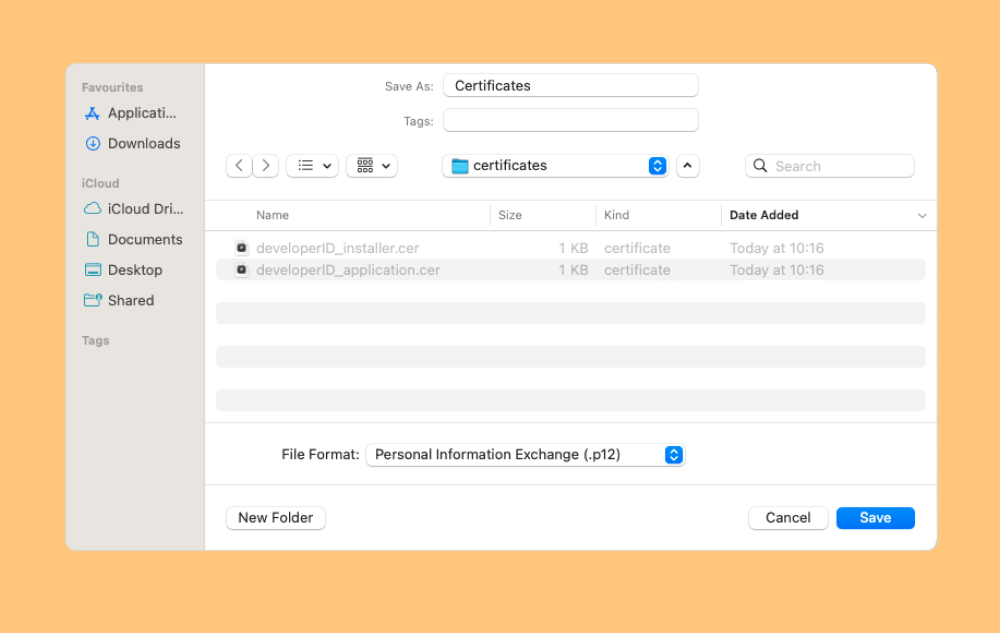 Favourites
Applicati...
Downloads
iCloud
iCloud Dri...
Documents
Desktop
Shared
Tags
Save As: Certificates
Tags:
certificates
Search
Name Size Kind Date Added
developerID_installer.cer 1 KB certificate Today at 10:16
developerID_application.cer 1 KB certificate Today at 10:16
File Format: Personal Information Exchange (.p12)
New Folder Cancel Save